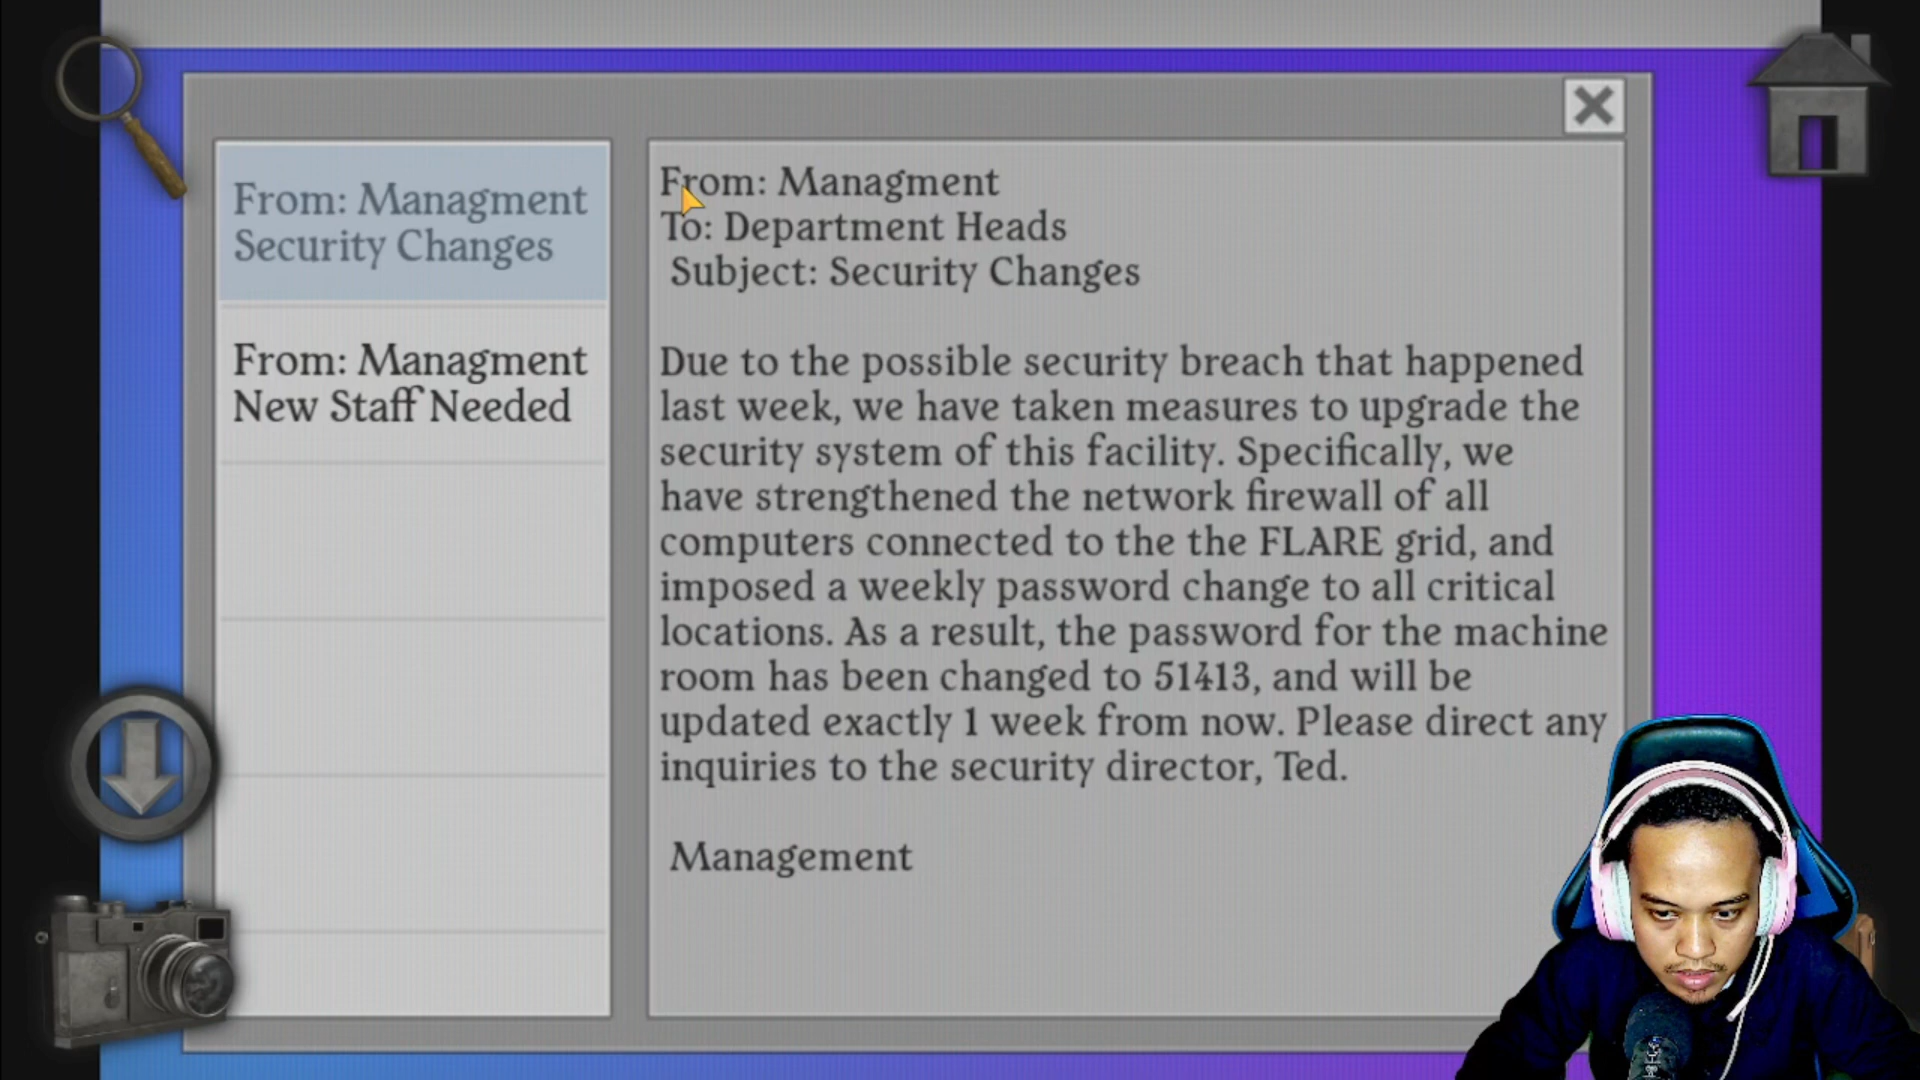 From: Managment
Security Changes
From: Managment
New Staff Needed
From: Managment
To: Department Heads
Subject: Security Changes
Due to the possible security breach that happened
last week, we have taken measures to upgrade the
security system of this facility. Specifically, we
have strengthened the network firewall of all
computers connected to the the FLARE grid, and
imposed a weekly password change to all critical
locations. As a result, the password for the machine
room has been changed to 51413, and will be
updated exactly 1 week from now. Please direct any
inquiries to the security director, Ted.
Management